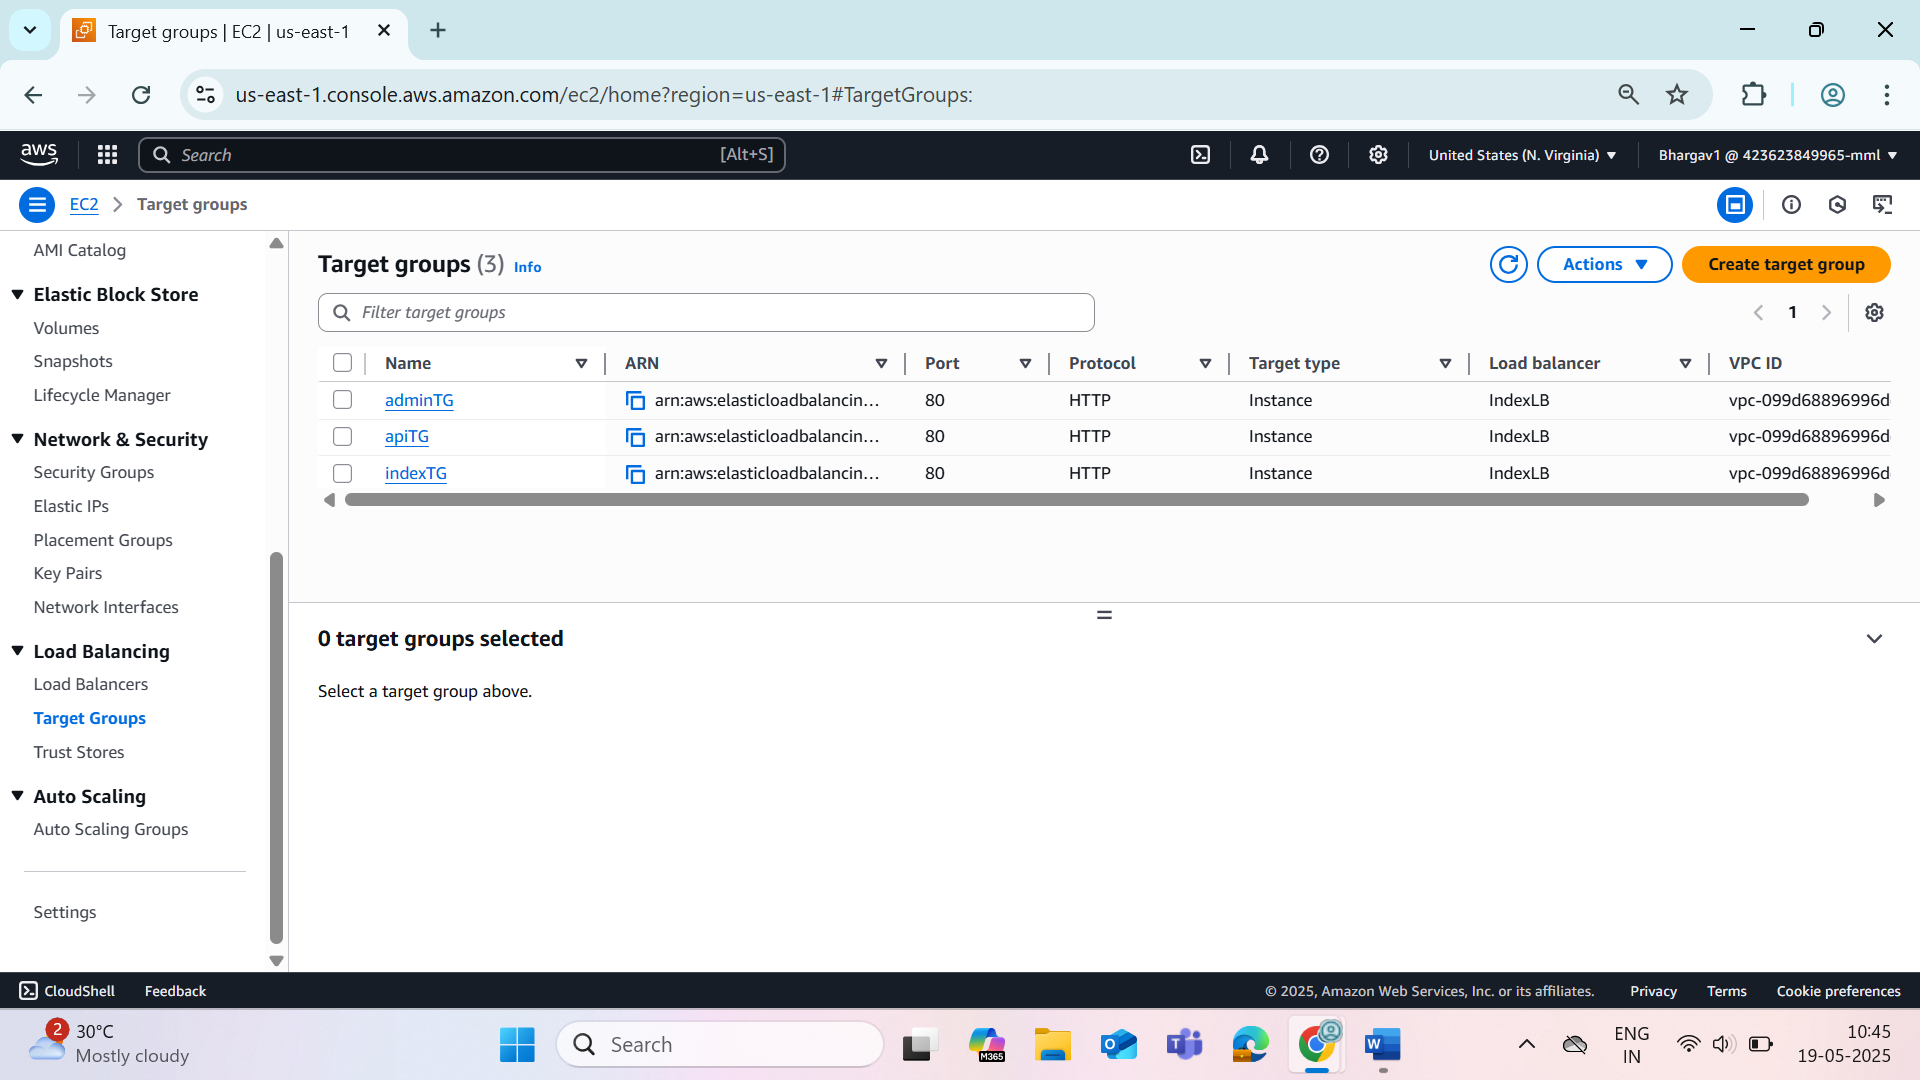 Target groups | EC2 | us-east-1
us-east-1.console.aws.amazon.com/ec2/home?region=us-east-1#TargetGroups:
aws
Search
[Alt+S]
United States (N. Virginia)
Bhargav1 @ 423623849965-mml
EC2
Target groups
AMI Catalog
Elastic Block Store
Volumes
Snapshots
Lifecycle Manager
Network & Security
Security Groups
Elastic IPs
Placement Groups
Key Pairs
Network Interfaces
Load Balancing
Load Balancers
Target Groups
Trust Stores
Auto Scaling
Auto Scaling Groups
Settings
Target groups (3) Info
Actions
Create target group
Filter target groups
1
Name ARN Port Protocol Target type Load balancer VPC ID
adminTG arn:aws:elasticloadbalancin... 80 HTTP Instance IndexLB vpc-099d68896996d
apiTG arn:aws:elasticloadbalancin... 80 HTTP Instance IndexLB vpc-099d68896996d
indexTG arn:aws:elasticloadbalancin... 80 HTTP Instance IndexLB vpc-099d68896996d
0 target groups selected
Select a target group above.
CloudShell
Feedback
© 2025, Amazon Web Services, Inc. or its affiliates.
Privacy
Terms
Cookie preferences
2
30°C
Mostly cloudy
Search
M365
ENG
IN
10:45
19-05-2025